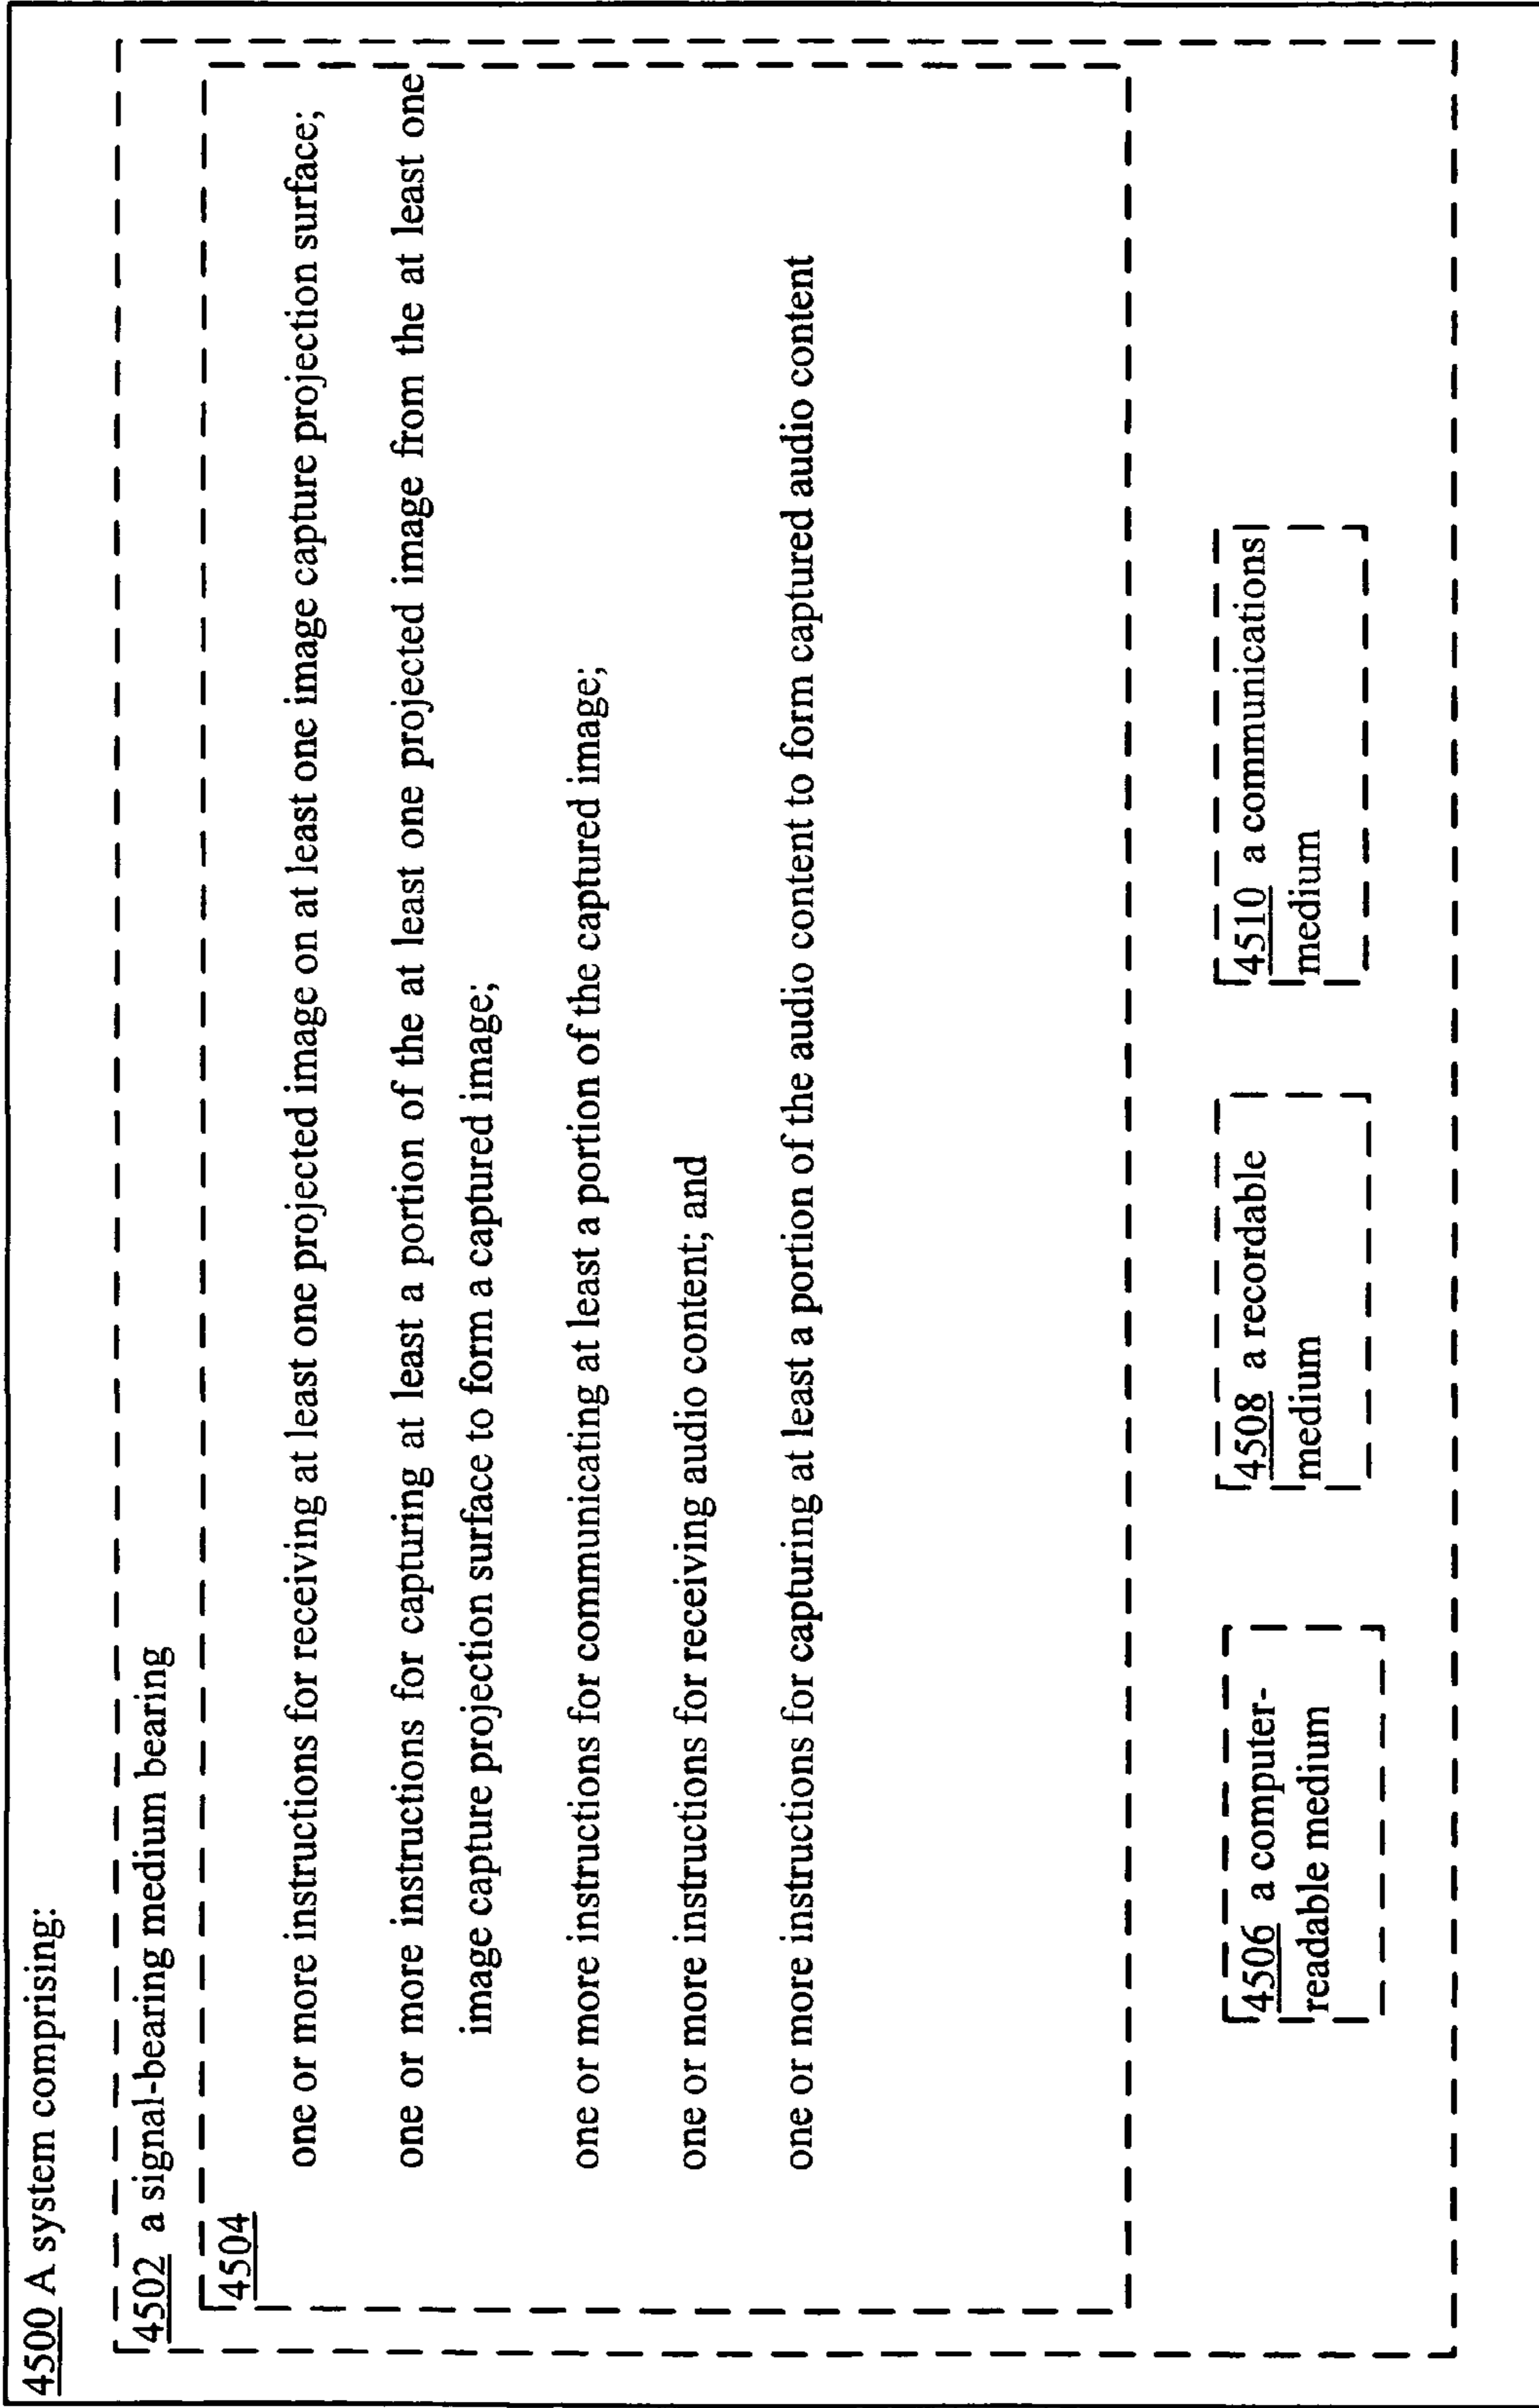 4500 A system comprising:
4502 a signal-bearing medium bearing
4504
one or more instructions for receiving at least one projected image on at least one image capture projection surface;
one or more instructions for capturing at least a portion of the at least one projected image from the at least one
image capture projection surface to form a captured image;
one or more instructions for communicating at least a portion of the captured image;
one or more instructions for receiving audio content; and
one or more instructions for capturing at least a portion of the audio content to form captured audio content
4506 a computer-
readable medium
4508 a recordable
medium
4510 a communications
medium